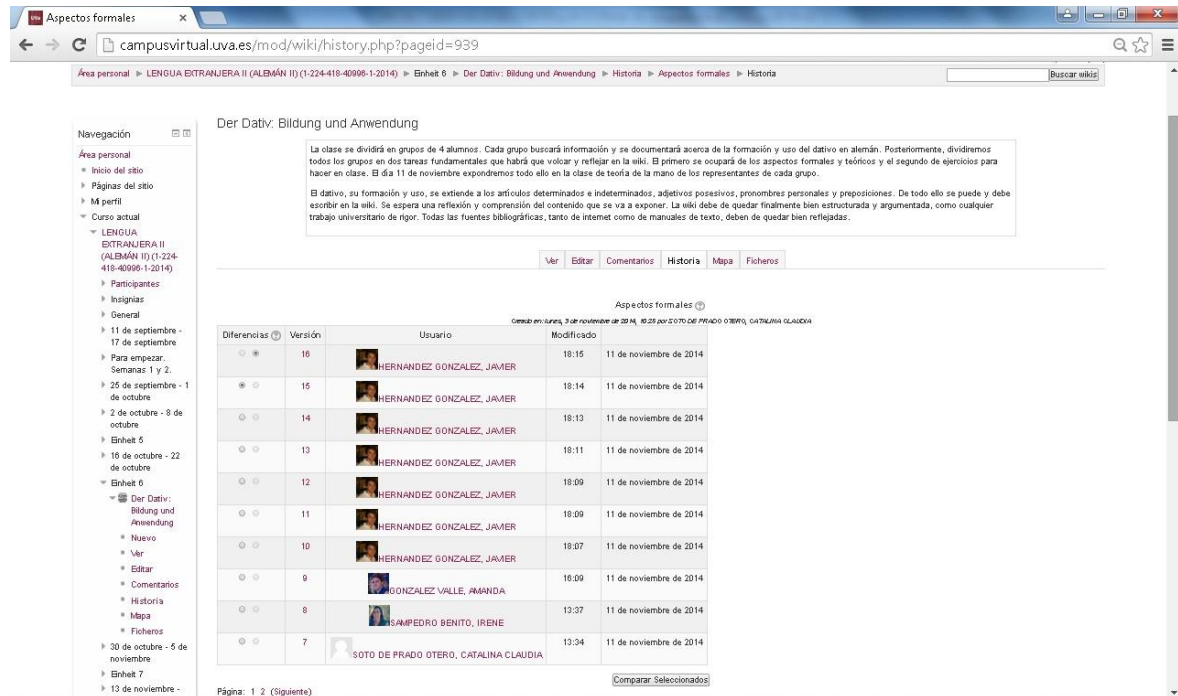 Aspectos formales
campusvirtual.uva.es/mod/wiki/history.php?pageid=939
Área personal ► LENGUA EXTRANJERA II (ALEMÁN II) (1-224-418-40996-1-2014) ► Einheit 6 ► Der Dativ: Bildung und Anwendung ► Historia ► Aspectos formales ► Historia
Buscar wikis
Navegación
Área personal
Inicio del sitio
Páginas del sitio
Mi perfil
Curso actual
LENGUA
EXTRANJERA II
(ALEMÁN II) (1-224-
418-40996-1-2014)
Participantes
Insignias
General
11 de septiembre -
17 de septiembre
Para empezar.
Semanas 1 y 2.
25 de septiembre - 1
de octubre
2 de octubre - 8 de
octubre
Einheit 5
16 de octubre - 22
de octubre
Einheit 6
Der Dativ:
Bildung und
Anwendung
Nuevo
Ver
Editar
Comentarios
Historia
Mapa
Ficheros
30 de octubre - 5 de
noviembre
Einheit 7
13 de noviembre -
Der Dativ: Bildung und Anwendung
La clase se dividirá en grupos de 4 alumnos. Cada grupo buscará información y se documentará acerca de la formación y uso del dativo en alemán. Posteriormente, dividiremos
todos los grupos en dos tareas fundamentales que habrá que volcar y reflejar en la wiki. El primero se ocupará de los aspectos formales y teóricos y el segundo de ejercicios para
hacer en clase. El día 11 de noviembre expondremos todo ello en la clase de teoría de la mano de los representantes de cada grupo.
El dativo, su formación y uso, se extiende a los artículos determinados e indeterminados, adjetivos posesivos, pronombres personales y preposiciones. De todo ello se puede y debe
escribir en la wiki. Se espera una reflexión y comprensión del contenido que se va a exponer. La wiki debe de quedar finalmente bien estructurada y argumentada, como cualquier
trabajo universitario de rigor. Todas las fuentes bibliográficas, tanto de internet como de manuales de texto, deben de quedar bien reflejadas.
Ver Editar Comentarios Historia Mapa Ficheros
Aspectos formales
Creado en: lunes, 3 de noviembre de 2014, 10:25 por SOTO DE PRADO OTERO, CATALINA CLAUDIA
Diferencias Versión Usuario Modificado
16 HERNANDEZ GONZALEZ, JAVIER 18:15 11 de noviembre de 2014
15 HERNANDEZ GONZALEZ, JAVIER 18:14 11 de noviembre de 2014
14 HERNANDEZ GONZALEZ, JAVIER 18:13 11 de noviembre de 2014
13 HERNANDEZ GONZALEZ, JAVIER 18:11 11 de noviembre de 2014
12 HERNANDEZ GONZALEZ, JAVIER 18:09 11 de noviembre de 2014
11 HERNANDEZ GONZALEZ, JAVIER 18:09 11 de noviembre de 2014
10 HERNANDEZ GONZALEZ, JAVIER 18:07 11 de noviembre de 2014
9 GONZALEZ VALLE, AMANDA 16:09 11 de noviembre de 2014
8 SAMPEDRO BENITO, IRENE 13:37 11 de noviembre de 2014
7 SOTO DE PRADO OTERO, CATALINA CLAUDIA 13:34 11 de noviembre de 2014
Comparar Seleccionados
Página: 1 2 (Siguiente)